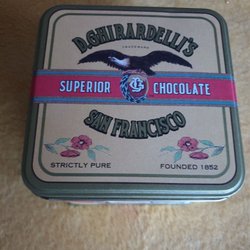 D. GHIRARDELLI'S
TRADEMARK
SUPERIOR CHOCOLATE
G
SAN FRANCISCO
STRICTLY PURE FOUNDED 1852